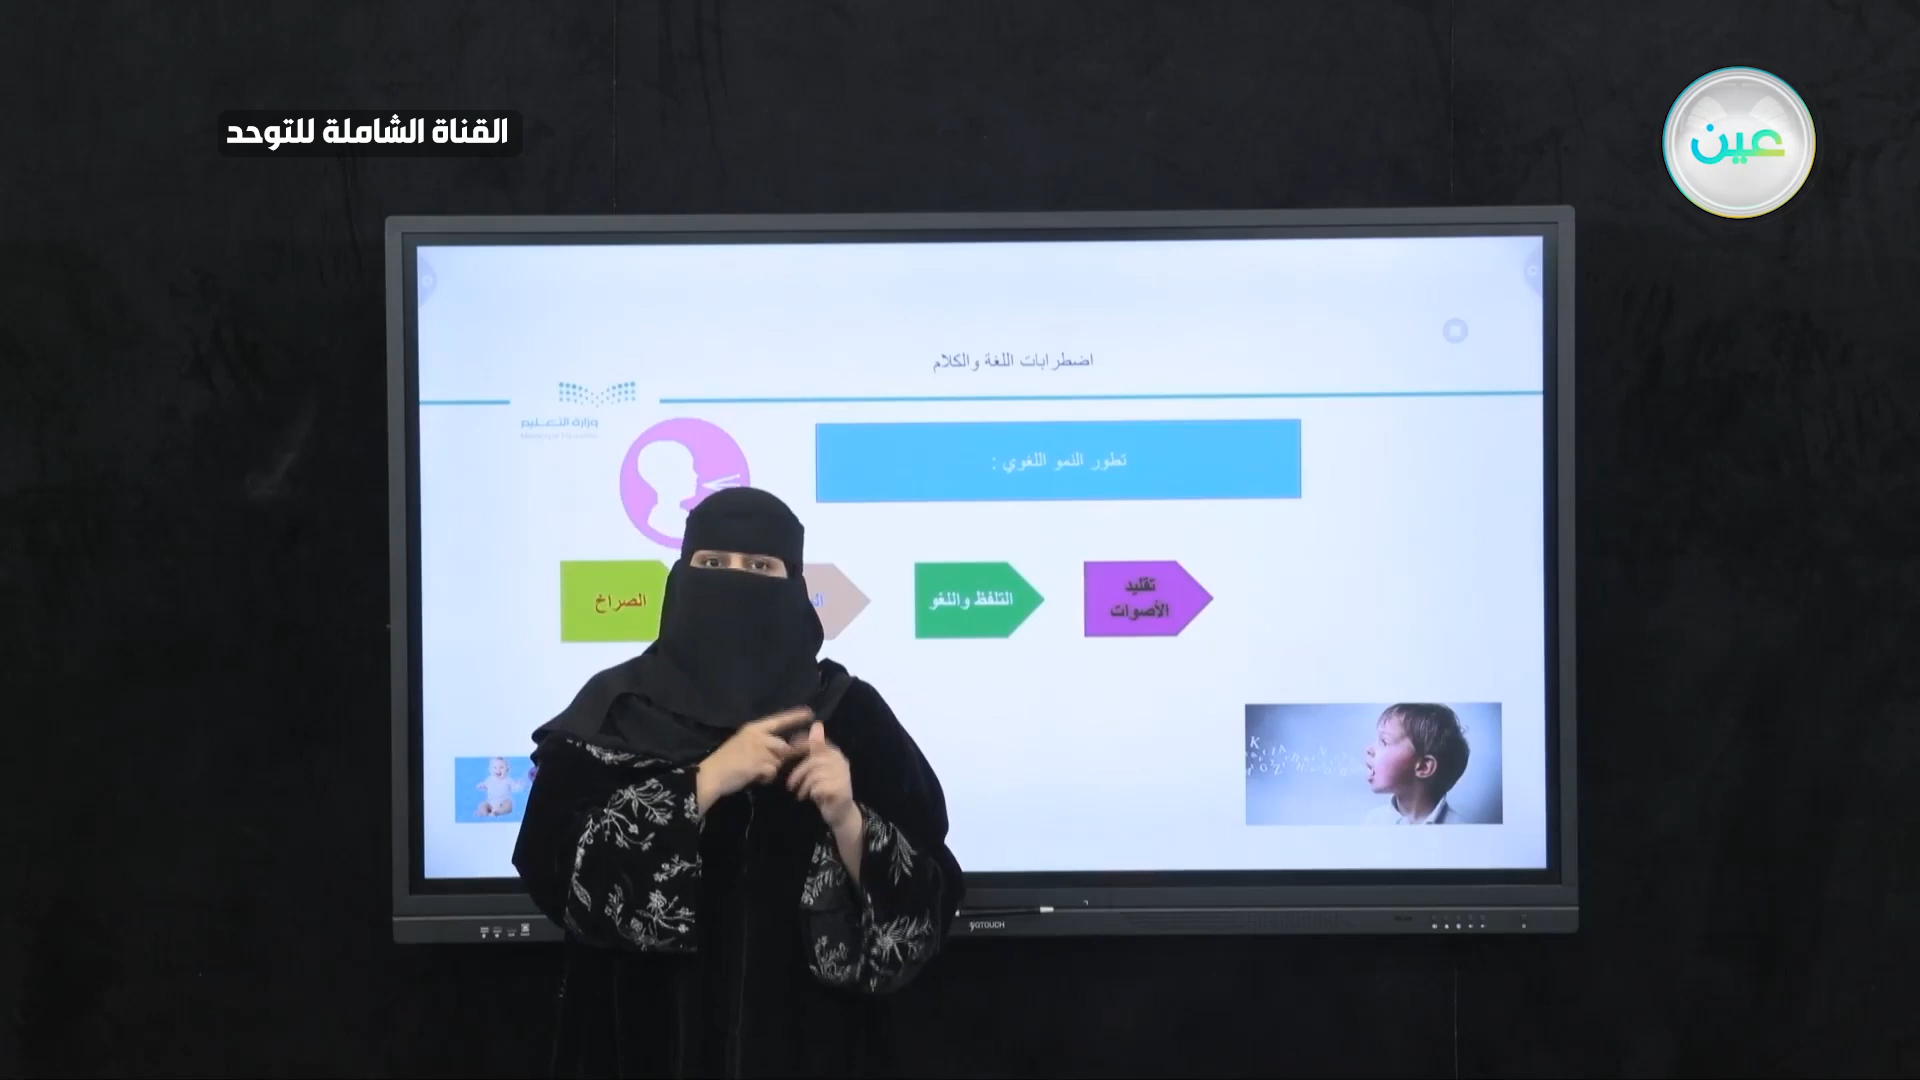 القناة الشاملة للتوحد
عين
اضطرابات اللغة والكلام
وزارة التعليم
تطور النمو اللغوي :
الصراخ
التلفظ واللغو
تقليد
الأصوات